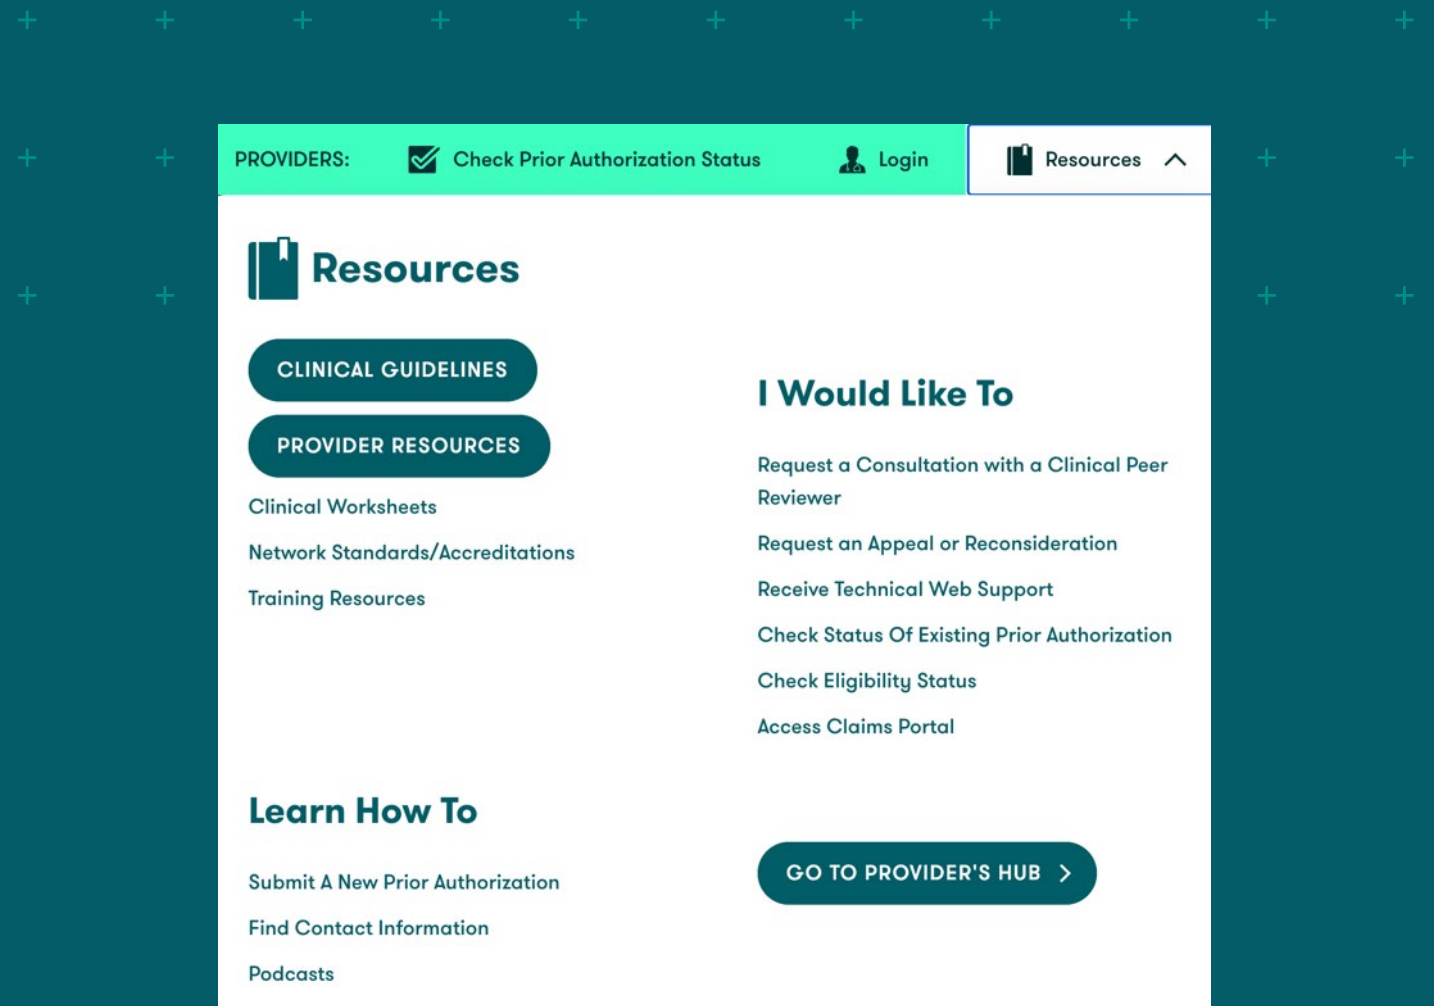 PROVIDERS:
Check Prior Authorization Status
Login
Resources
Resources
CLINICAL GUIDELINES
PROVIDER RESOURCES
Clinical Worksheets
Network Standards/Accreditations
Training Resources
I Would Like To
Request a Consultation with a Clinical Peer
Reviewer
Request an Appeal or Reconsideration
Receive Technical Web Support
Check Status Of Existing Prior Authorization
Check Eligibility Status
Access Claims Portal
Learn How To
Submit A New Prior Authorization
Find Contact Information
Podcasts
GO TO PROVIDER'S HUB